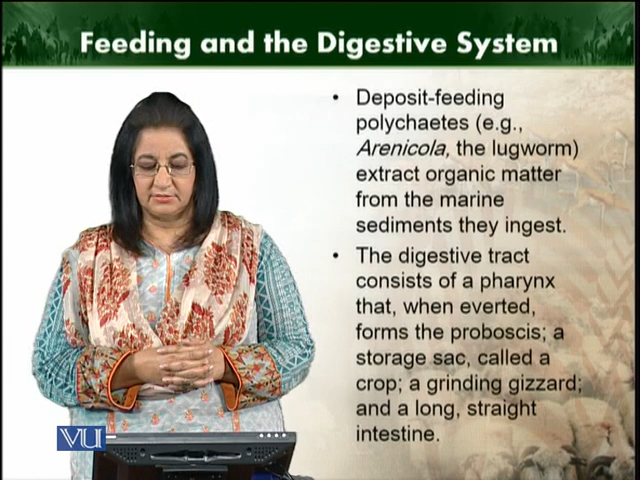 Feeding and the Digestive System
• Deposit-feeding
polychaetes (e.g.,
Arenicola, the lugworm)
extract organic matter
from the marine
sediments they ingest.
• The digestive tract
consists of a pharynx
that, when everted,
forms the proboscis; a
storage sac, called a
crop; a grinding gizzard;
and a long, straight
intestine.
VU